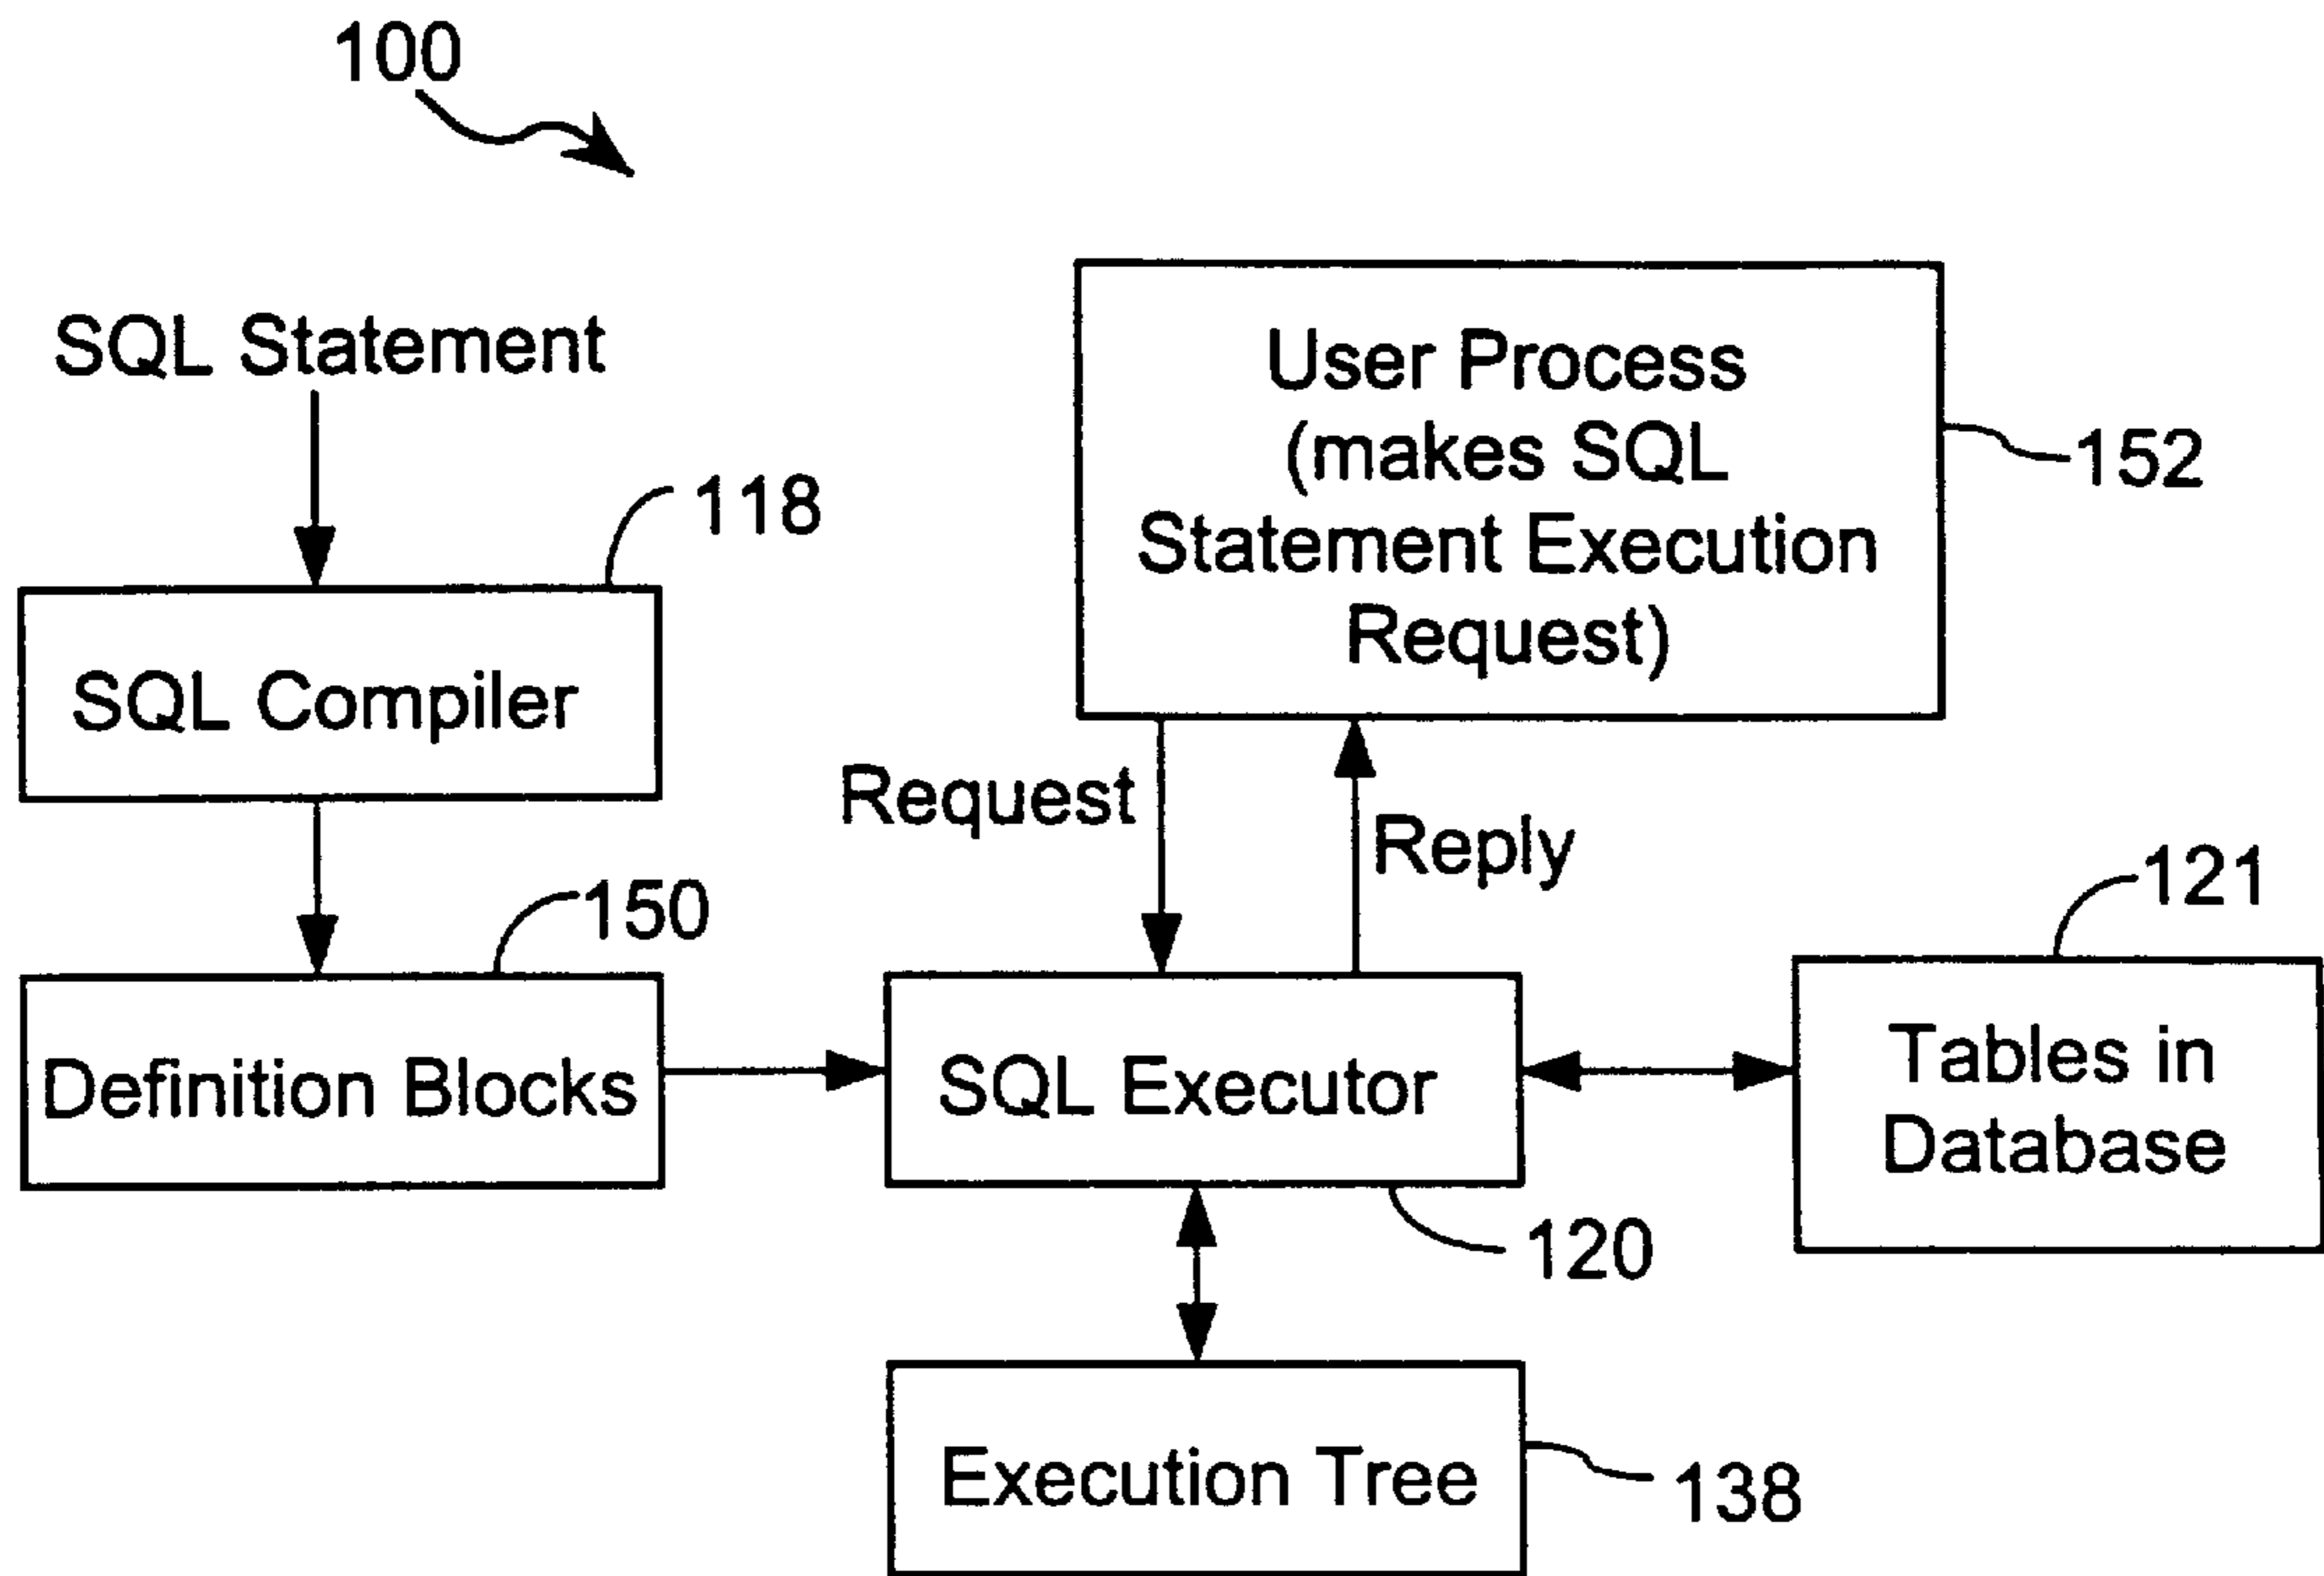 100
SQL Statement
118
SQL Compiler
150
Definition Blocks
User Process
(makes SQL
Statement Execution
Request)
152
Request
Reply
SQL Executor
120
121
Tables in
Database
Execution Tree
138